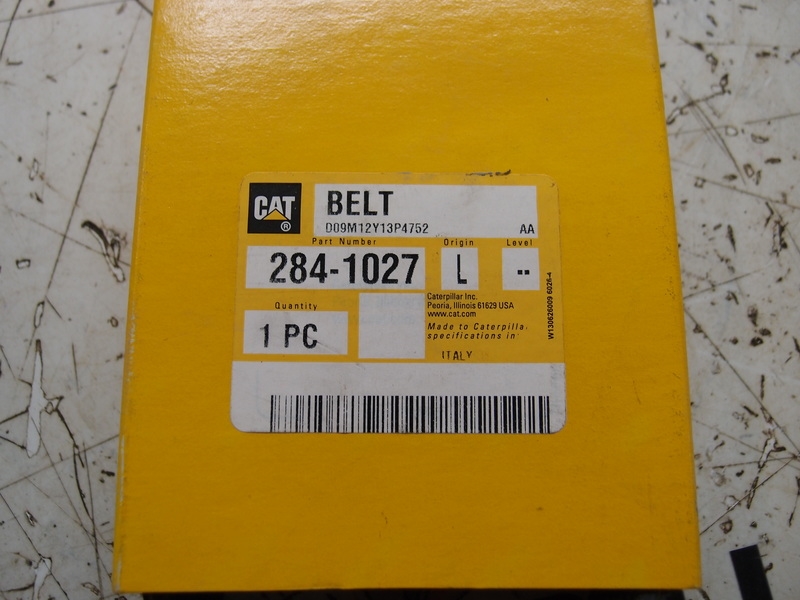 CAT
®
BELT
D09M12Y13P4752 AA
Part Number Origin Level
284-1027 L --
Quantity
1 PC
Caterpillar Inc.
Peoria, Illinois 61629 USA
www.cat.com
Made to Caterpillar
specifications in
ITALY
W130626009 6026-4